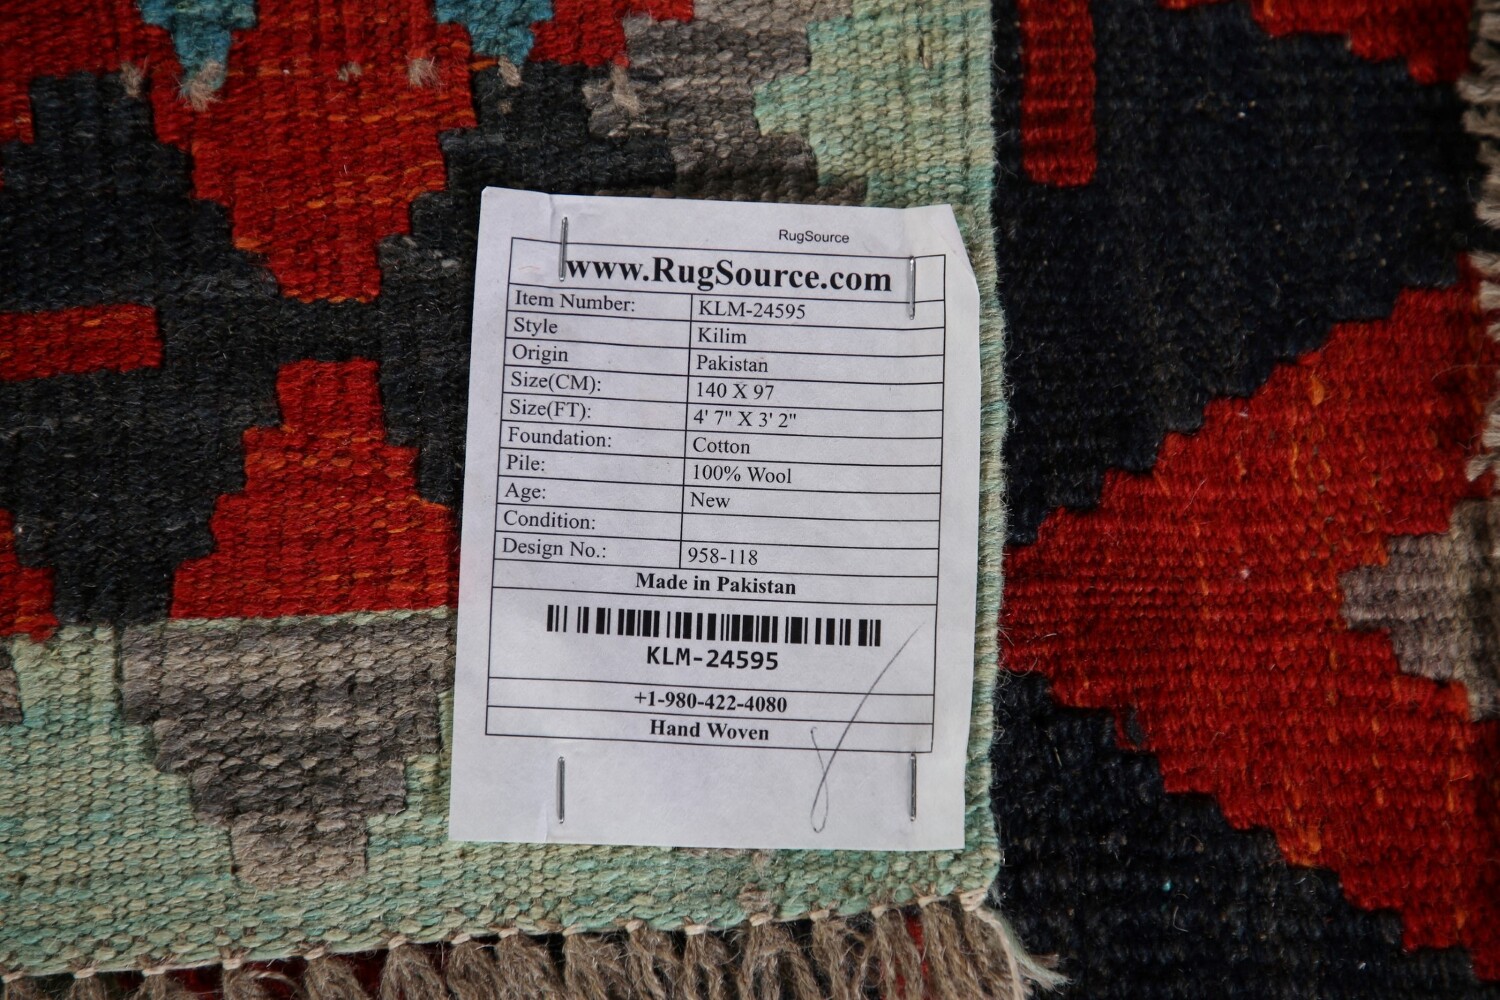 RugSource
www.RugSource.com
Item Number: KLM-24595
Style Kilim
Origin Pakistan
Size(CM): 140 X 97
Size(FT): 4' 7" X 3' 2"
Foundation: Cotton
Pile: 100% Wool
Age: New
Condition:
Design No.: 958-118
Made in Pakistan
KLM-24595
+1-980-422-4080
Hand Woven